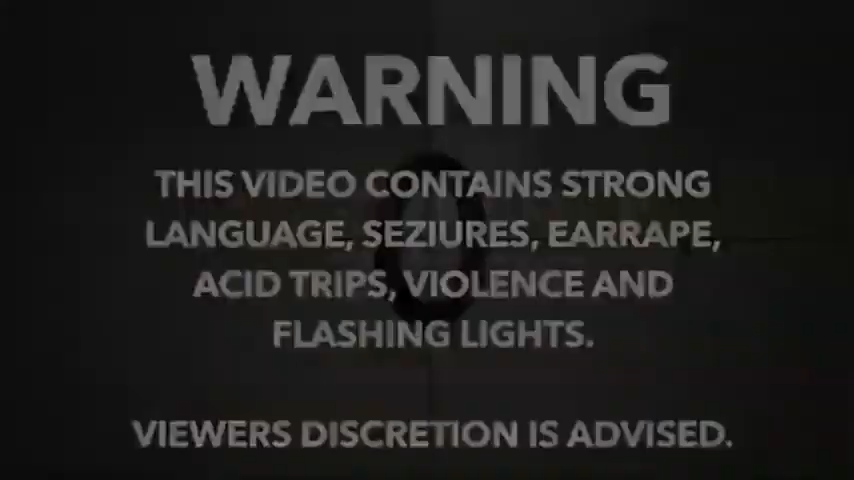 WARNING
THIS VIDEO CONTAINS STRONG
LANGUAGE, SEZIURES, EARRAPE,
ACID TRIPS, VIOLENCE AND
FLASHING LIGHTS.
VIEWERS DISCRETION IS ADVISED.